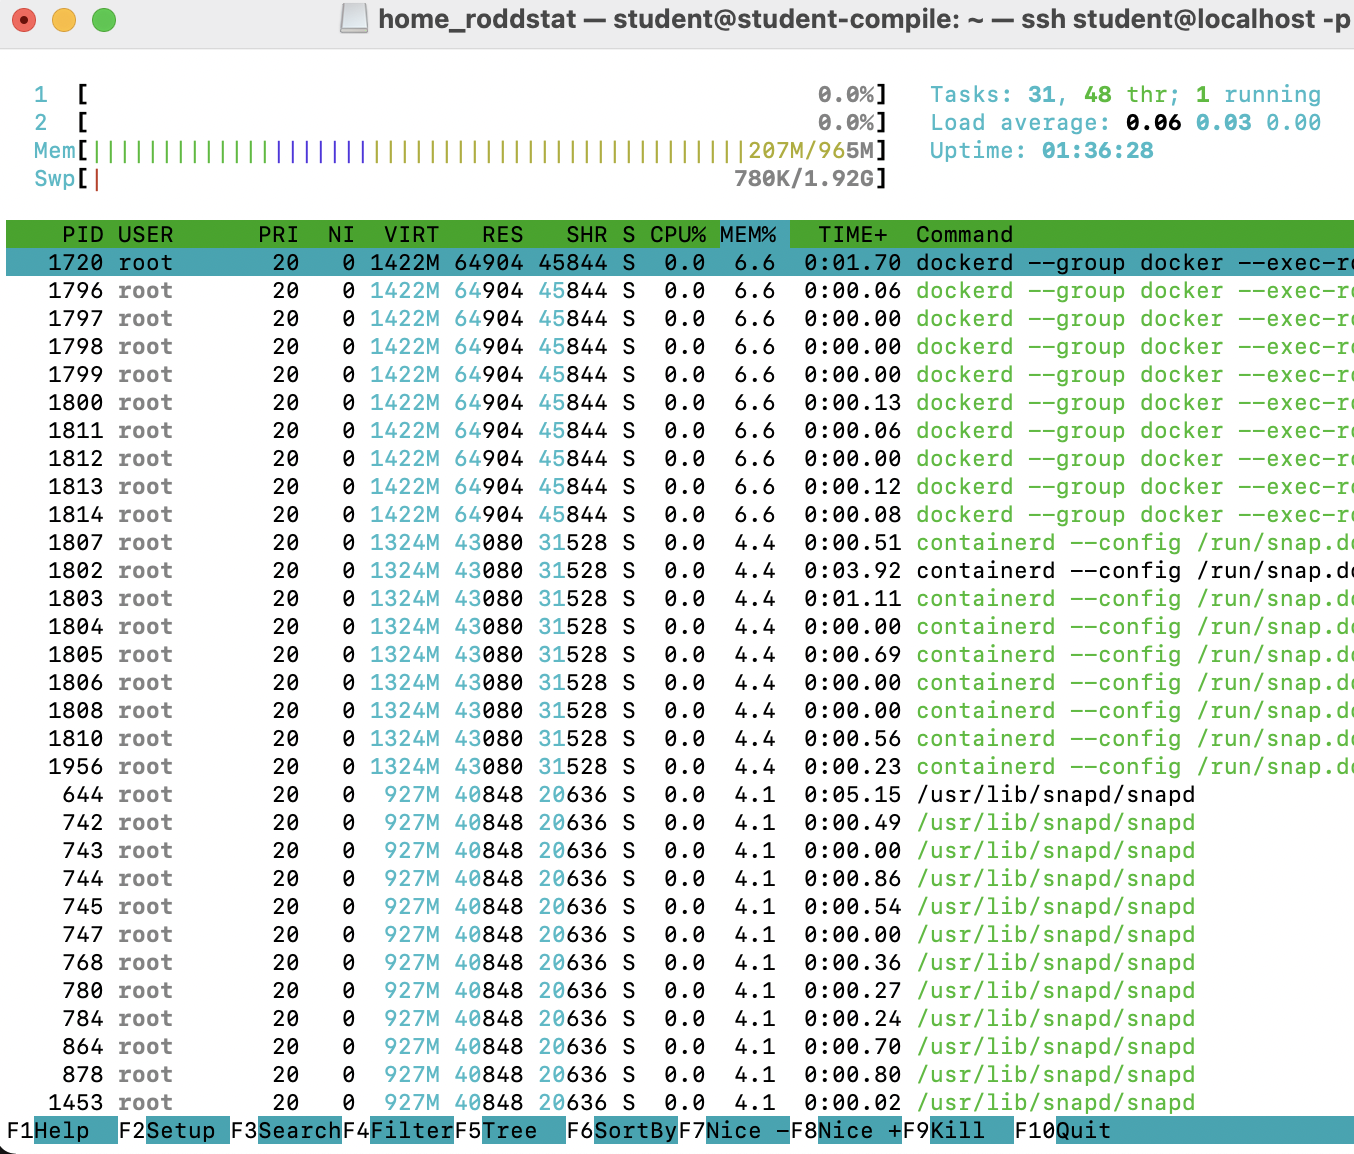 home_roddstat — student@student-compile: ~ — ssh student@localhost -p
1 [ 0.0%] Tasks: 31, 48 thr; 1 running
2 [ 0.0%] Load average: 0.06 0.03 0.00
Mem[|||||||||||||||||||||||||||||||||||||||||||||||207M/965M] Uptime: 01:36:28
Swp[| 780K/1.92G]
PID USER PRI NI VIRT RES SHR S CPU% MEM% TIME+ Command
1720 root 20 0 1422M 64904 45844 S 0.0 6.6 0:01.70 dockerd --group docker --exec-ro
1796 root 20 0 1422M 64904 45844 S 0.0 6.6 0:00.06 dockerd --group docker --exec-ro
1797 root 20 0 1422M 64904 45844 S 0.0 6.6 0:00.00 dockerd --group docker --exec-ro
1798 root 20 0 1422M 64904 45844 S 0.0 6.6 0:00.00 dockerd --group docker --exec-ro
1799 root 20 0 1422M 64904 45844 S 0.0 6.6 0:00.00 dockerd --group docker --exec-ro
1800 root 20 0 1422M 64904 45844 S 0.0 6.6 0:00.13 dockerd --group docker --exec-ro
1811 root 20 0 1422M 64904 45844 S 0.0 6.6 0:00.06 dockerd --group docker --exec-ro
1812 root 20 0 1422M 64904 45844 S 0.0 6.6 0:00.00 dockerd --group docker --exec-ro
1813 root 20 0 1422M 64904 45844 S 0.0 6.6 0:00.12 dockerd --group docker --exec-ro
1814 root 20 0 1422M 64904 45844 S 0.0 6.6 0:00.08 dockerd --group docker --exec-ro
1807 root 20 0 1324M 43080 31528 S 0.0 4.4 0:00.51 containerd --config /run/snap.do
1802 root 20 0 1324M 43080 31528 S 0.0 4.4 0:03.92 containerd --config /run/snap.do
1803 root 20 0 1324M 43080 31528 S 0.0 4.4 0:01.11 containerd --config /run/snap.do
1804 root 20 0 1324M 43080 31528 S 0.0 4.4 0:00.00 containerd --config /run/snap.do
1805 root 20 0 1324M 43080 31528 S 0.0 4.4 0:00.69 containerd --config /run/snap.do
1806 root 20 0 1324M 43080 31528 S 0.0 4.4 0:00.00 containerd --config /run/snap.do
1808 root 20 0 1324M 43080 31528 S 0.0 4.4 0:00.00 containerd --config /run/snap.do
1810 root 20 0 1324M 43080 31528 S 0.0 4.4 0:00.56 containerd --config /run/snap.do
1956 root 20 0 1324M 43080 31528 S 0.0 4.4 0:00.23 containerd --config /run/snap.do
644 root 20 0 927M 40848 20636 S 0.0 4.1 0:05.15 /usr/lib/snapd/snapd
742 root 20 0 927M 40848 20636 S 0.0 4.1 0:00.49 /usr/lib/snapd/snapd
743 root 20 0 927M 40848 20636 S 0.0 4.1 0:00.00 /usr/lib/snapd/snapd
744 root 20 0 927M 40848 20636 S 0.0 4.1 0:00.86 /usr/lib/snapd/snapd
745 root 20 0 927M 40848 20636 S 0.0 4.1 0:00.54 /usr/lib/snapd/snapd
747 root 20 0 927M 40848 20636 S 0.0 4.1 0:00.00 /usr/lib/snapd/snapd
768 root 20 0 927M 40848 20636 S 0.0 4.1 0:00.36 /usr/lib/snapd/snapd
780 root 20 0 927M 40848 20636 S 0.0 4.1 0:00.27 /usr/lib/snapd/snapd
784 root 20 0 927M 40848 20636 S 0.0 4.1 0:00.24 /usr/lib/snapd/snapd
864 root 20 0 927M 40848 20636 S 0.0 4.1 0:00.70 /usr/lib/snapd/snapd
878 root 20 0 927M 40848 20636 S 0.0 4.1 0:00.80 /usr/lib/snapd/snapd
1453 root 20 0 927M 40848 20636 S 0.0 4.1 0:00.02 /usr/lib/snapd/snapd
F1Help F2Setup F3SearchF4FilterF5Tree F6SortByF7Nice -F8Nice +F9Kill F10Quit